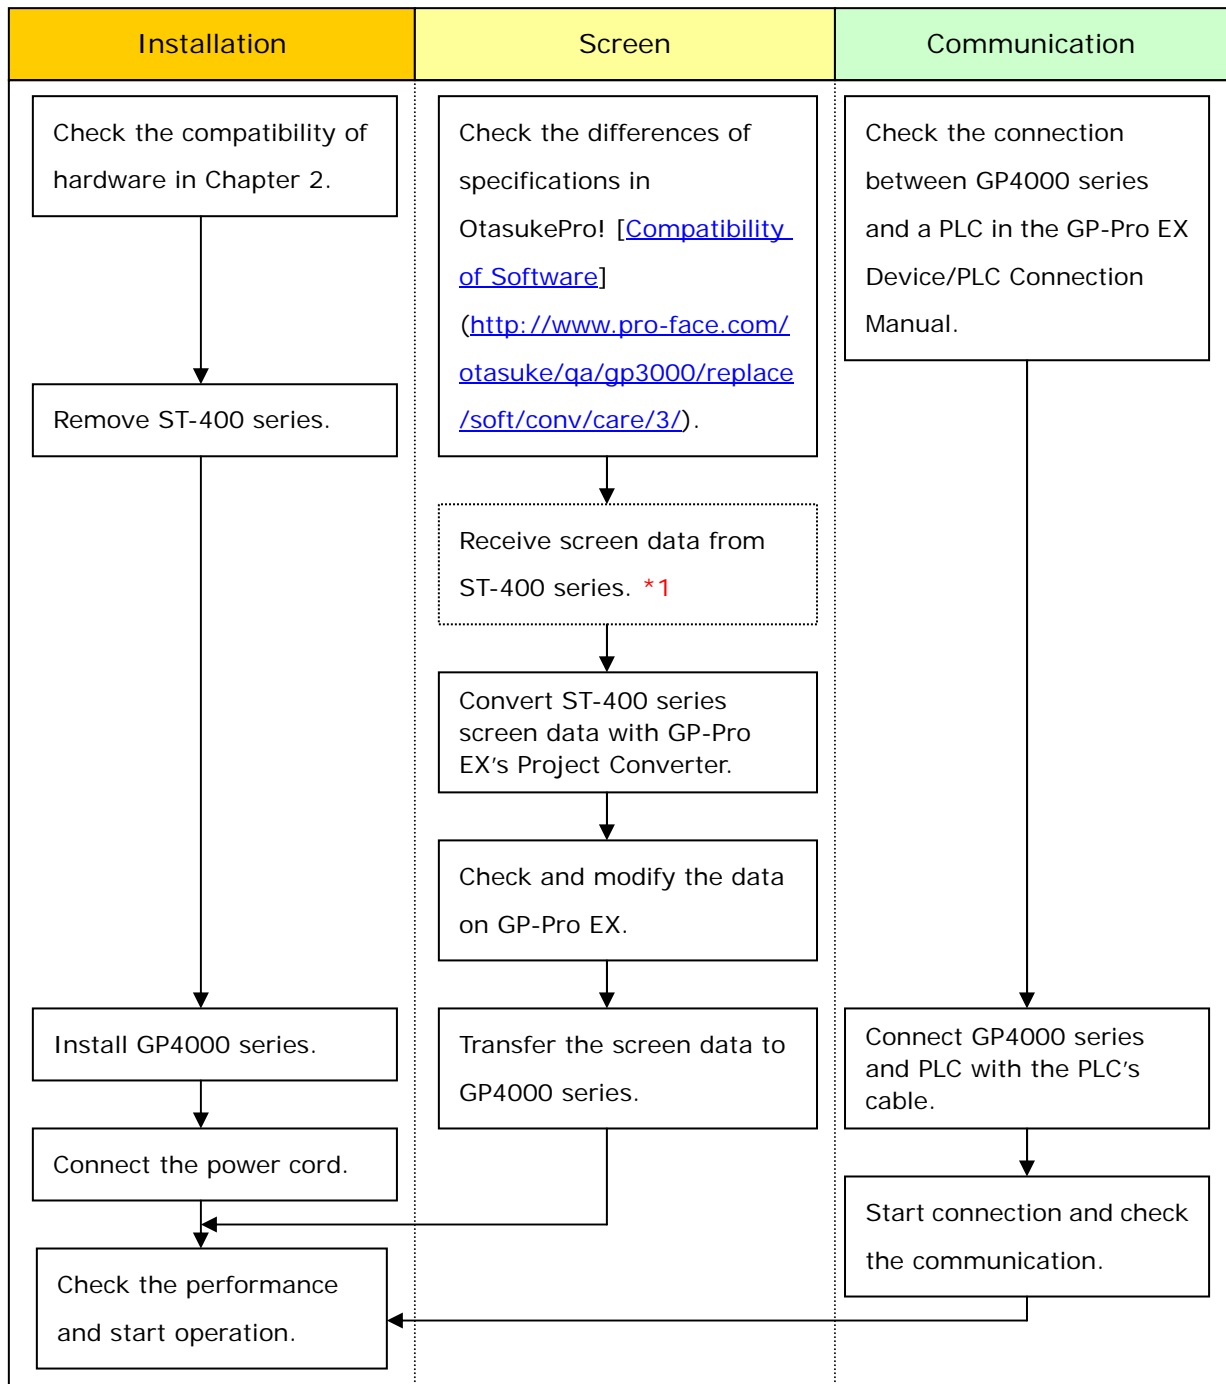 Installation
Screen
Communication
Check the compatibility of
hardware in Chapter 2.
Remove ST-400 series.
Install GP4000 series.
Connect the power cord.
Check the performance
and start operation.
Check the differences of
specifications in
OtasukePro! [Compatibility
of Software]
(http://www.pro-face.com/
otasuke/qa/gp3000/replace
/soft/conv/care/3/).
Receive screen data from
ST-400 series. *1
Convert ST-400 series
screen data with GP-Pro
EX’s Project Converter.
Check and modify the data
on GP-Pro EX.
Transfer the screen data to
GP4000 series.
Check the connection
between GP4000 series
and a PLC in the GP-Pro EX
Device/PLC Connection
Manual.
Connect GP4000 series
and PLC with the PLC’s
cable.
Start connection and check
the communication.